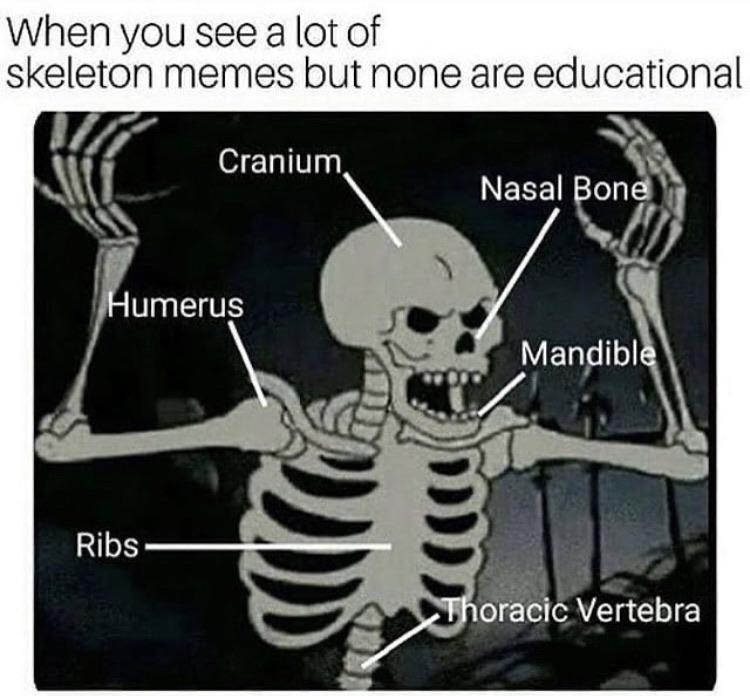 When you see a lot of
skeleton memes but none are educational
Cranium
Nasal Bone
Humerus
Mandible
Ribs
Thoracic Vertebra